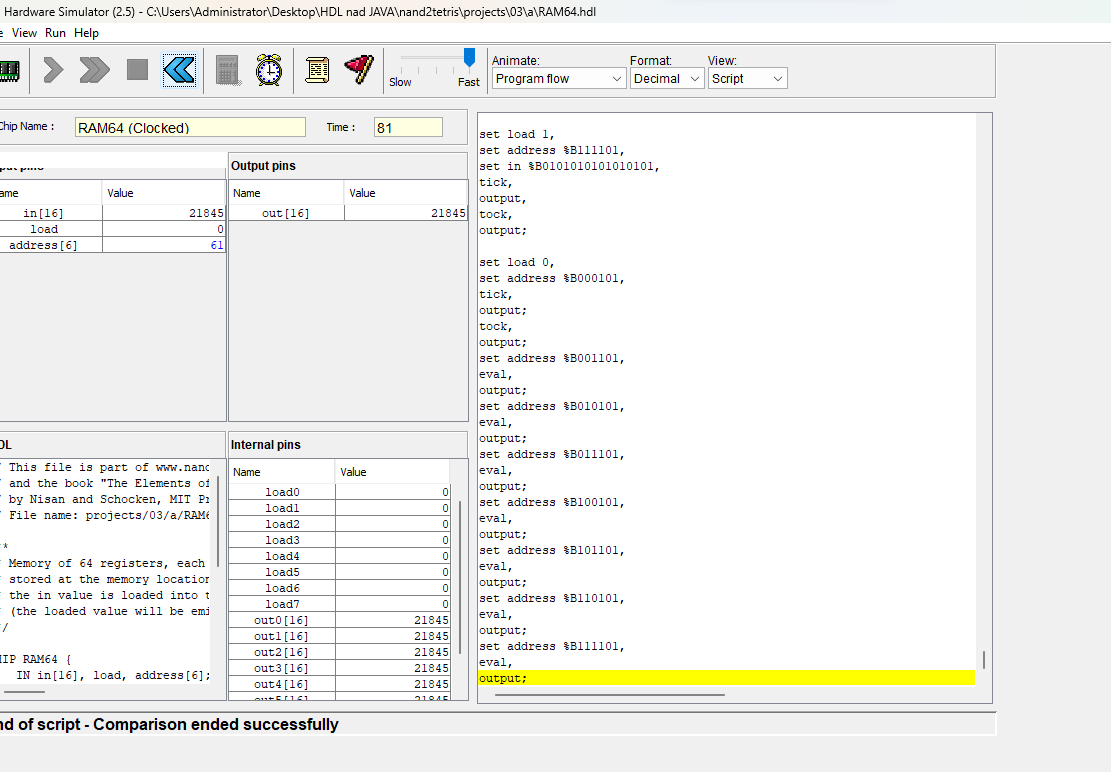 Hardware Simulator (2.5) - C:\Users\Administrator\Desktop\HDL nad JAVA\nand2tetris\projects\03\a\RAM64.hdl
e View Run Help
Slow
Fast
Animate:
Program flow
Format:
Decimal
View:
Script
Chip Name :
RAM64 (Clocked)
Time :
81
Name Value
in[16] 21845
load 0
address[6] 61
Output pins
Name Value
out[16] 21845
DL
/ This file is part of www.nand
/ and the book "The Elements of
/ by Nisan and Schocken, MIT Pr
/ File name: projects/03/a/RAM6
**
* Memory of 64 registers, each
* stored at the memory location
* the in value is loaded into t
* (the loaded value will be emi
*/
HIP RAM64 {
IN in[16], load, address[6];
Internal pins
Name Value
load0 0
load1 0
load2 0
load3 0
load4 0
load5 0
load6 0
load7 0
out0[16] 21845
out1[16] 21845
out2[16] 21845
out3[16] 21845
out4[16] 21845
out5[16] 21845
set load 1,
set address %B111101,
set in %B0101010101010101,
tick,
output,
tock,
output;
set load 0,
set address %B000101,
tick,
output;
tock,
output;
set address %B001101,
eval,
output;
set address %B010101,
eval,
output;
set address %B011101,
eval,
output;
set address %B100101,
eval,
output;
set address %B101101,
eval,
output;
set address %B110101,
eval,
output;
set address %B111101,
eval,
output;
nd of script - Comparison ended successfully